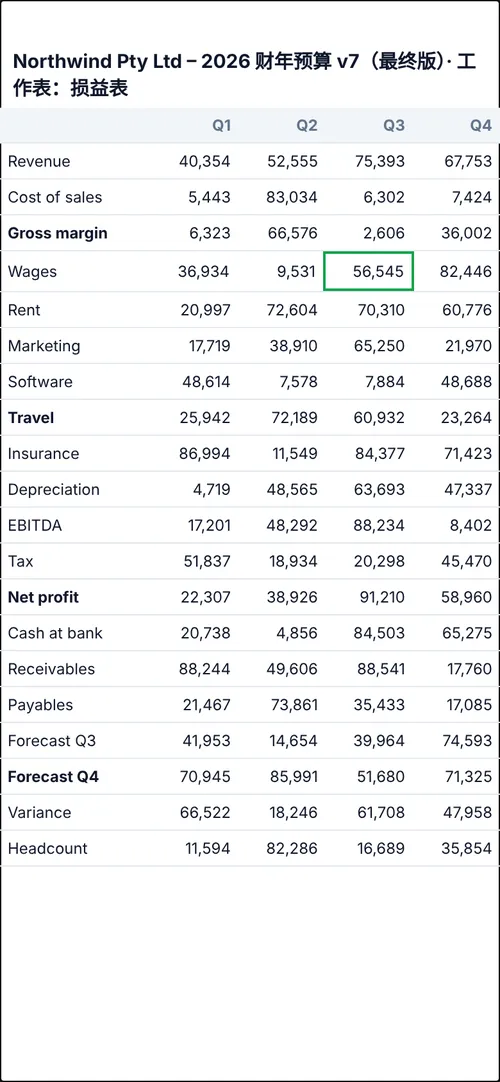 Northwind Pty Ltd – 2026 财年预算 v7（最终版）· 工
作表：损益表
Q1 Q2 Q3 Q4
Revenue 40,354 52,555 75,393 67,753
Cost of sales 5,443 83,034 6,302 7,424
Gross margin 6,323 66,576 2,606 36,002
Wages 36,934 9,531 56,545 82,446
Rent 20,997 72,604 70,310 60,776
Marketing 17,719 38,910 65,250 21,970
Software 48,614 7,578 7,884 48,688
Travel 25,942 72,189 60,932 23,264
Insurance 86,994 11,549 84,377 71,423
Depreciation 4,719 48,565 63,693 47,337
EBITDA 17,201 48,292 88,234 8,402
Tax 51,837 18,934 20,298 45,470
Net profit 22,307 38,926 91,210 58,960
Cash at bank 20,738 4,856 84,503 65,275
Receivables 88,244 49,606 88,541 17,760
Payables 21,467 73,861 35,433 17,085
Forecast Q3 41,953 14,654 39,964 74,593
Forecast Q4 70,945 85,991 51,680 71,325
Variance 66,522 18,246 61,708 47,958
Headcount 11,594 82,286 16,689 35,854